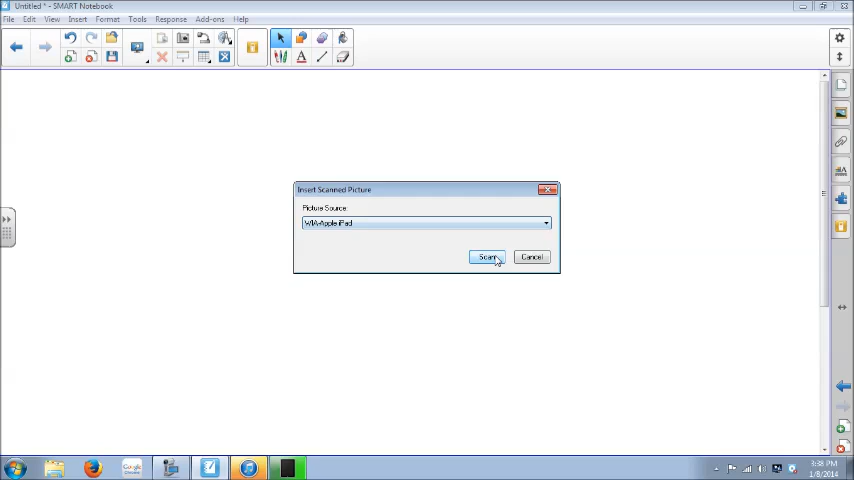 Untitled * - SMART Notebook
File Edit View Insert Format Tools Response Add-ons Help
Insert Scanned Picture
Picture Source:
WIA-Apple iPad
Scan Cancel
3:38 PM
1/8/2014